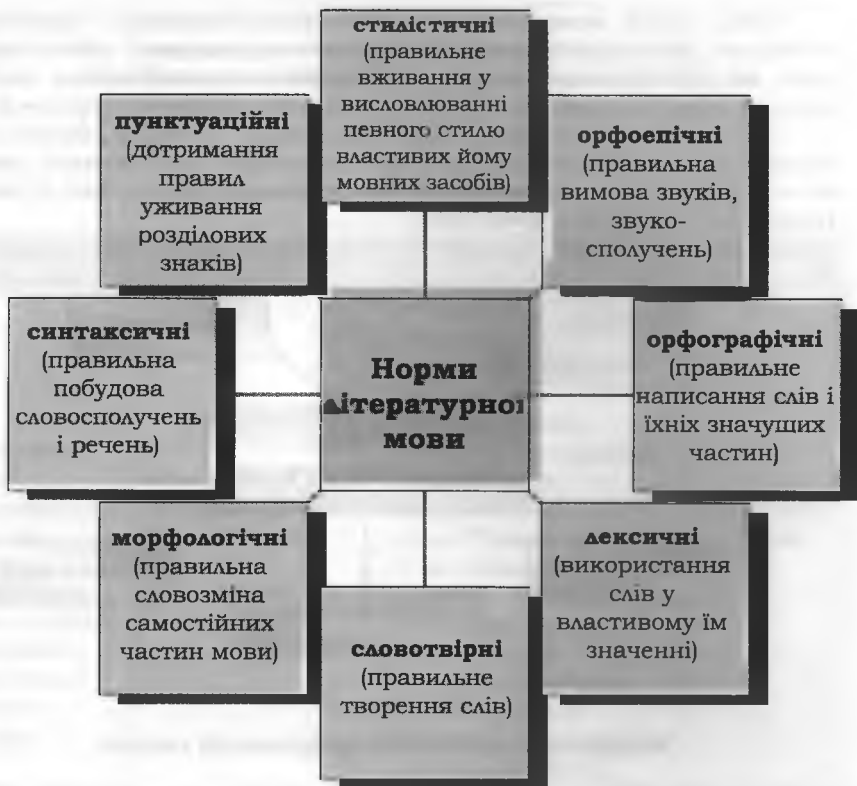 стилістичні
(правильне
вживання у
висловлюванні
певного стилю
властивих йому
мовних засобів)
орфоепічні
(правильна
вимова звуків,
звуко-
сполучень)
орфографічні
(правильне
написання слів і
їхніх значущих
частин)
лексичні
(використання
слів у
властивому їм
значенні)
словотвірні
(правильне
творення слів)
морфологічні
(правильна
словозміна
самостійних
частин мови)
синтаксичні
(правильна
побудова
словосполучень
і речень)
пунктуаційні
(дотримання
правил
уживання
розділових
знаків)
Норми
літературної
мови